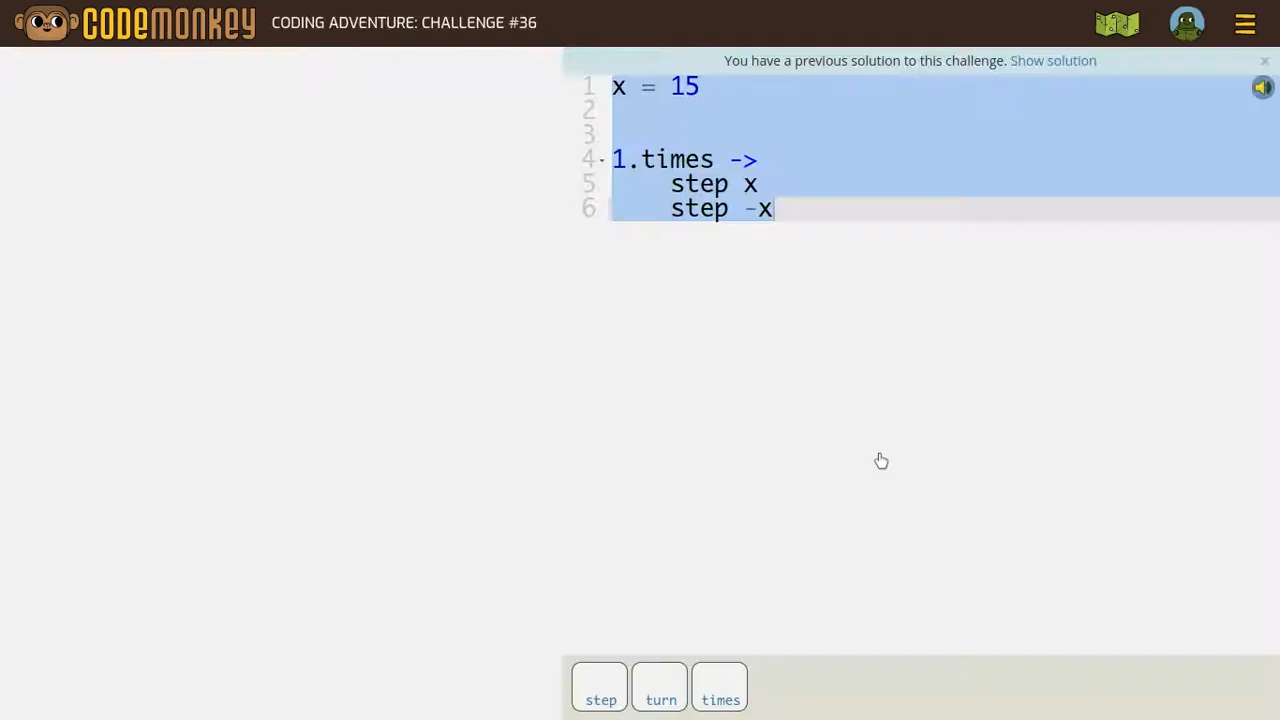 CODEMONKEY CODING ADVENTURE: CHALLENGE #36
You have a previous solution to this challenge. Show solution ×
1 x = 15
2
3
4 1.times ->
5 step x
6 step -x
step turn times